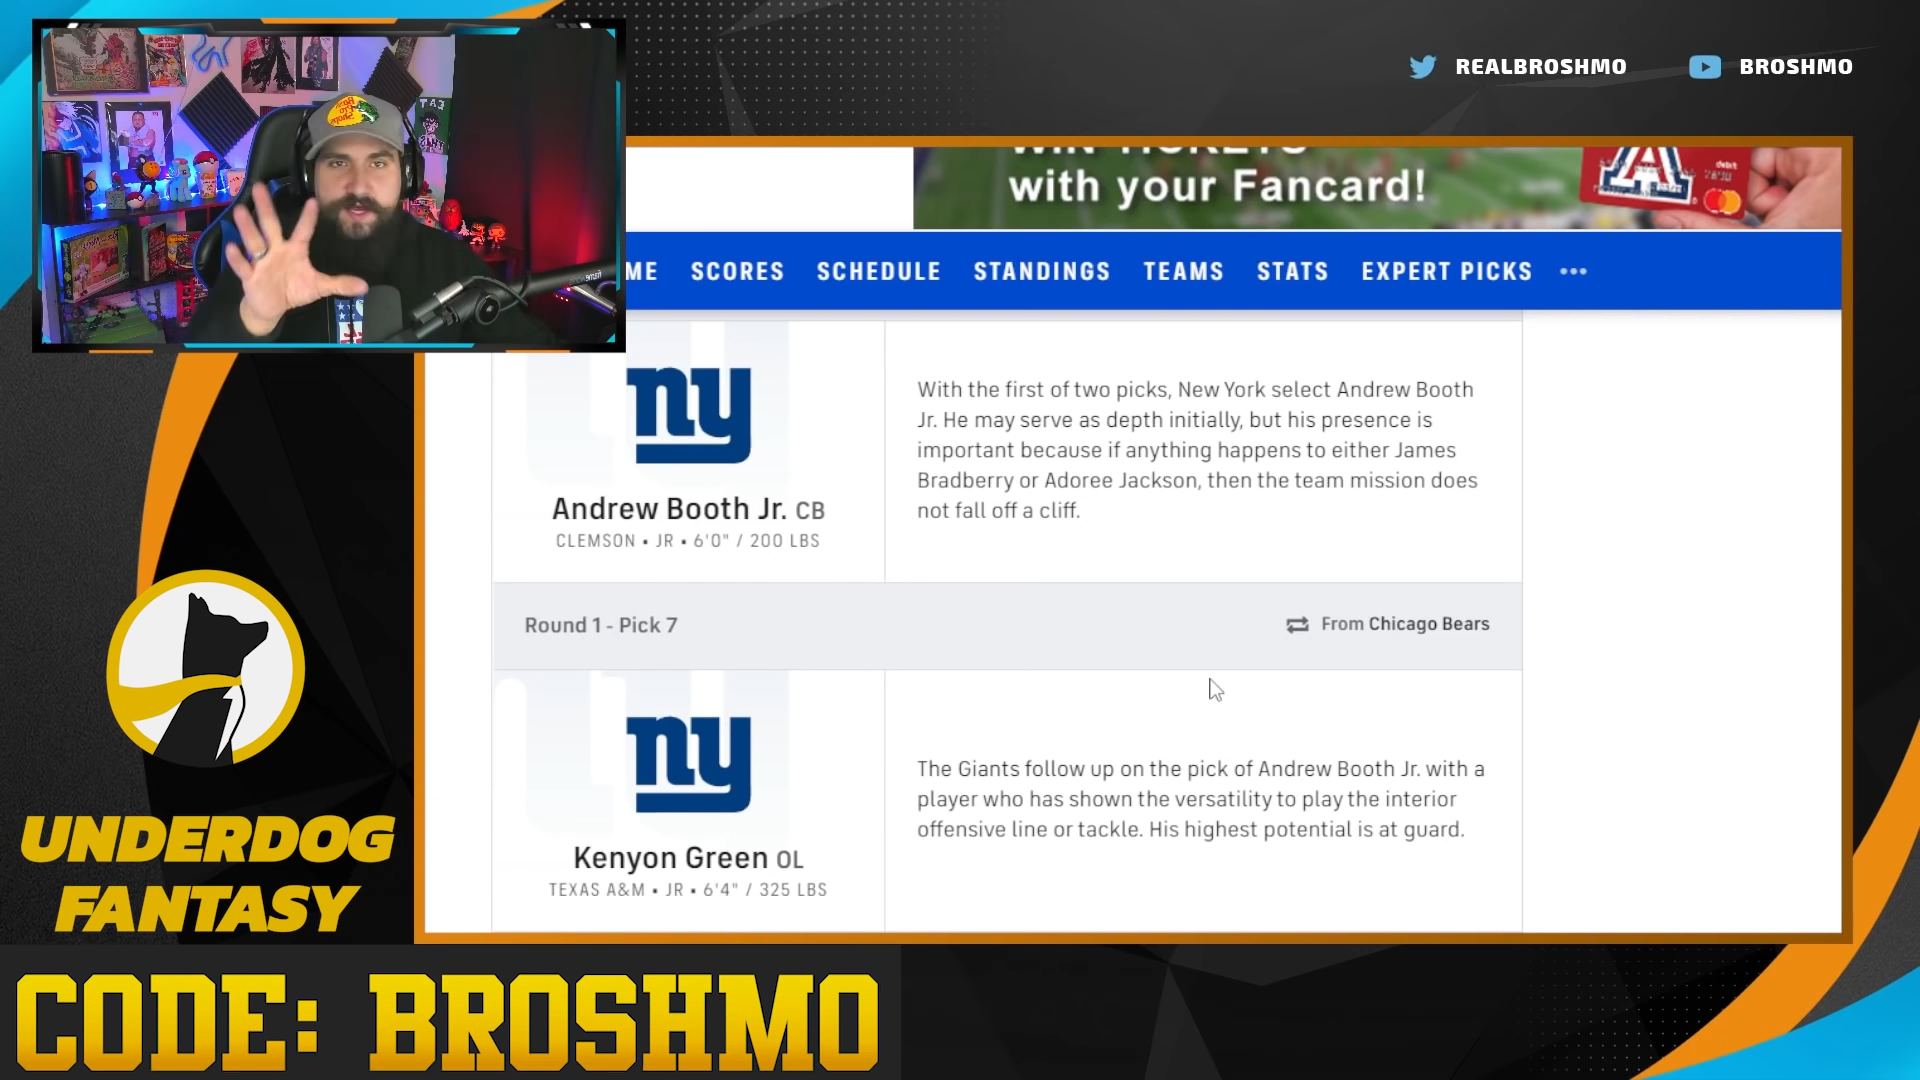 REALBROSHMO
BROSHMO
with your Fancard!
debit
ME
SCORES
SCHEDULE
STANDINGS
TEAMS
STATS
EXPERT PICKS
•••
ny
Andrew Booth Jr. CB
CLEMSON • JR • 6'0" / 200 LBS
With the first of two picks, New York select Andrew Booth
Jr. He may serve as depth initially, but his presence is
important because if anything happens to either James
Bradberry or Adoree Jackson, then the team mission does
not fall off a cliff.
Round 1 - Pick 7
From Chicago Bears
ny
Kenyon Green OL
TEXAS A&M • JR • 6'4" / 325 LBS
The Giants follow up on the pick of Andrew Booth Jr. with a
player who has shown the versatility to play the interior
offensive line or tackle. His highest potential is at guard.
UNDERDOG
FANTASY
CODE: BROSHMO